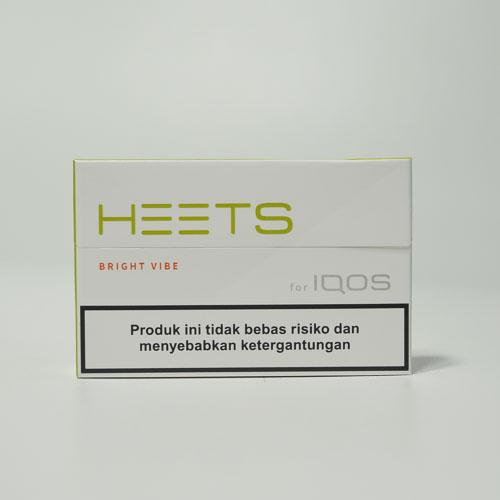 HEETS
BRIGHT VIBE
for IQOS
Produk ini tidak bebas risiko dan
menyebabkan ketergantungan